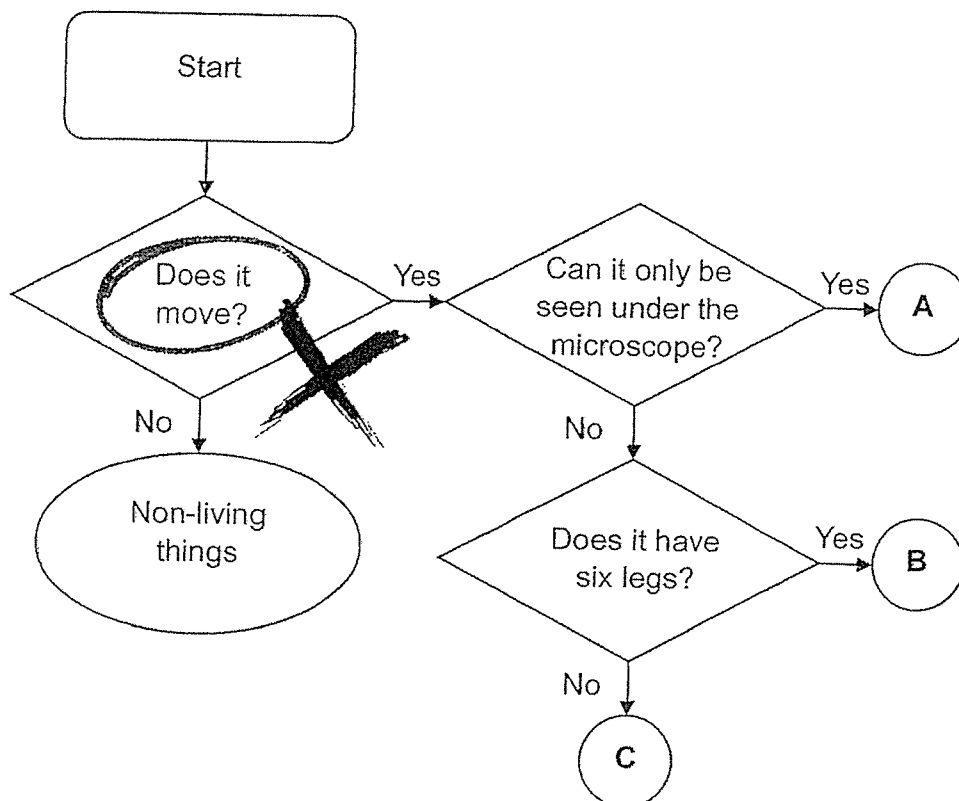 Start
Does it
move?
Yes
Can it only be
seen under the
microscope?
Yes
A
No
Non-living
things
No
Does it have
six legs?
Yes
B
No
C